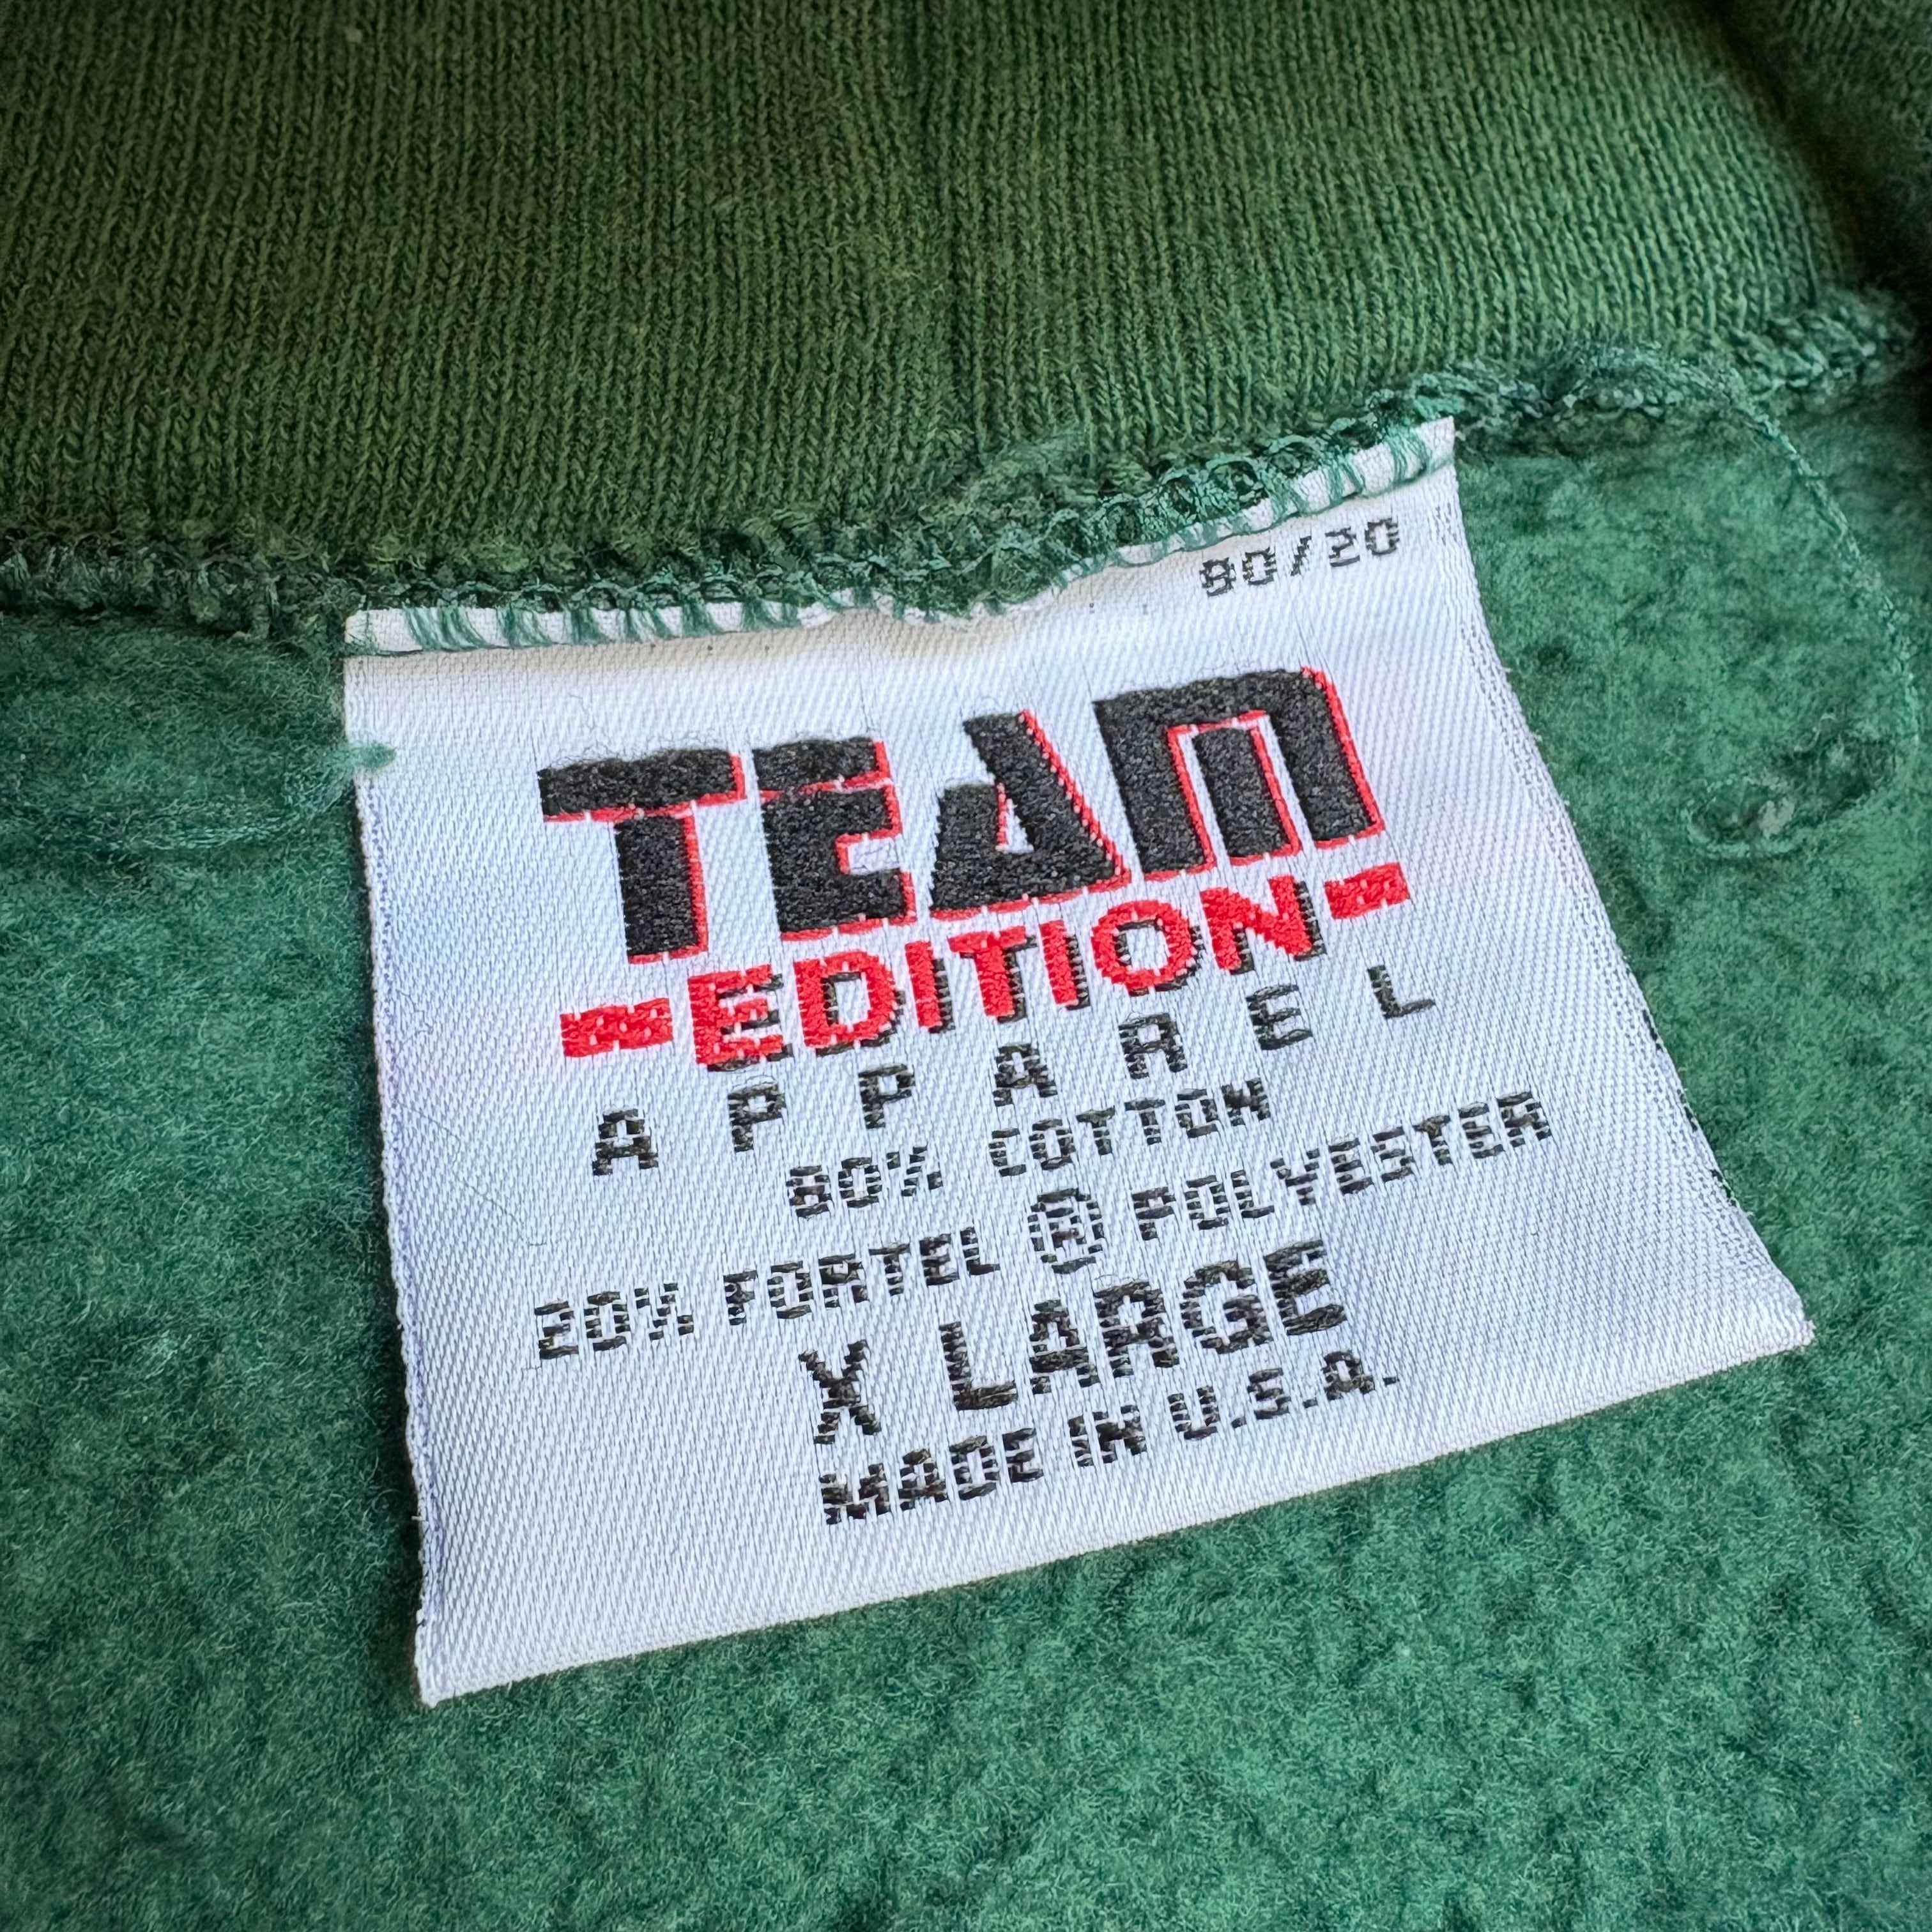 80/20
TEAM
-EDITION-
APPAREL
80% COTTON
20% FORTEL ® POLYESTER
X LARGE
MADE IN U.S.A.